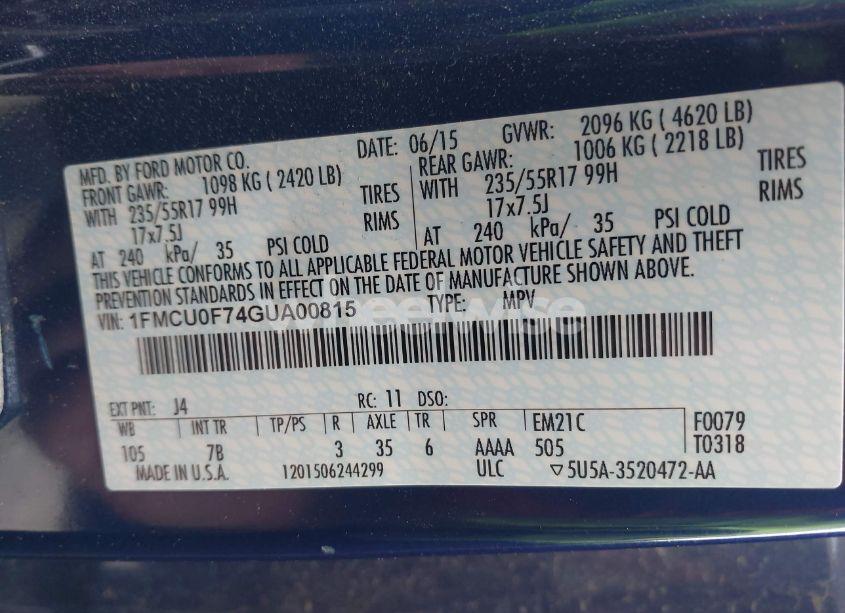 MFD. BY FORD MOTOR CO. DATE: 06/15 GVWR: 2096 KG ( 4620 LB)
FRONT GAWR: 1098 KG ( 2420 LB) REAR GAWR: 1006 KG ( 2218 LB)
WITH 235/55R17 99H TIRES WITH 235/55R17 99H TIRES
17x7.5J RIMS 17x7.5J RIMS
AT 240 kPa/ 35 PSI COLD AT 240 kPa/ 35 PSI COLD
THIS VEHICLE CONFORMS TO ALL APPLICABLE FEDERAL MOTOR VEHICLE SAFETY AND THEFT
PREVENTION STANDARDS IN EFFECT ON THE DATE OF MANUFACTURE SHOWN ABOVE.
VIN: 1FMCU0F74GUA00815 TYPE: MPV
wheelwise
EXT PNT: J4 RC: 11 DSO:
WB INT TR TP/PS R AXLE TR SPR EM21C F0079
105 7B 3 35 6 AAAA 505 T0318
MADE IN U.S.A. 1201506244299 ULC ▽5U5A-3520472-AA